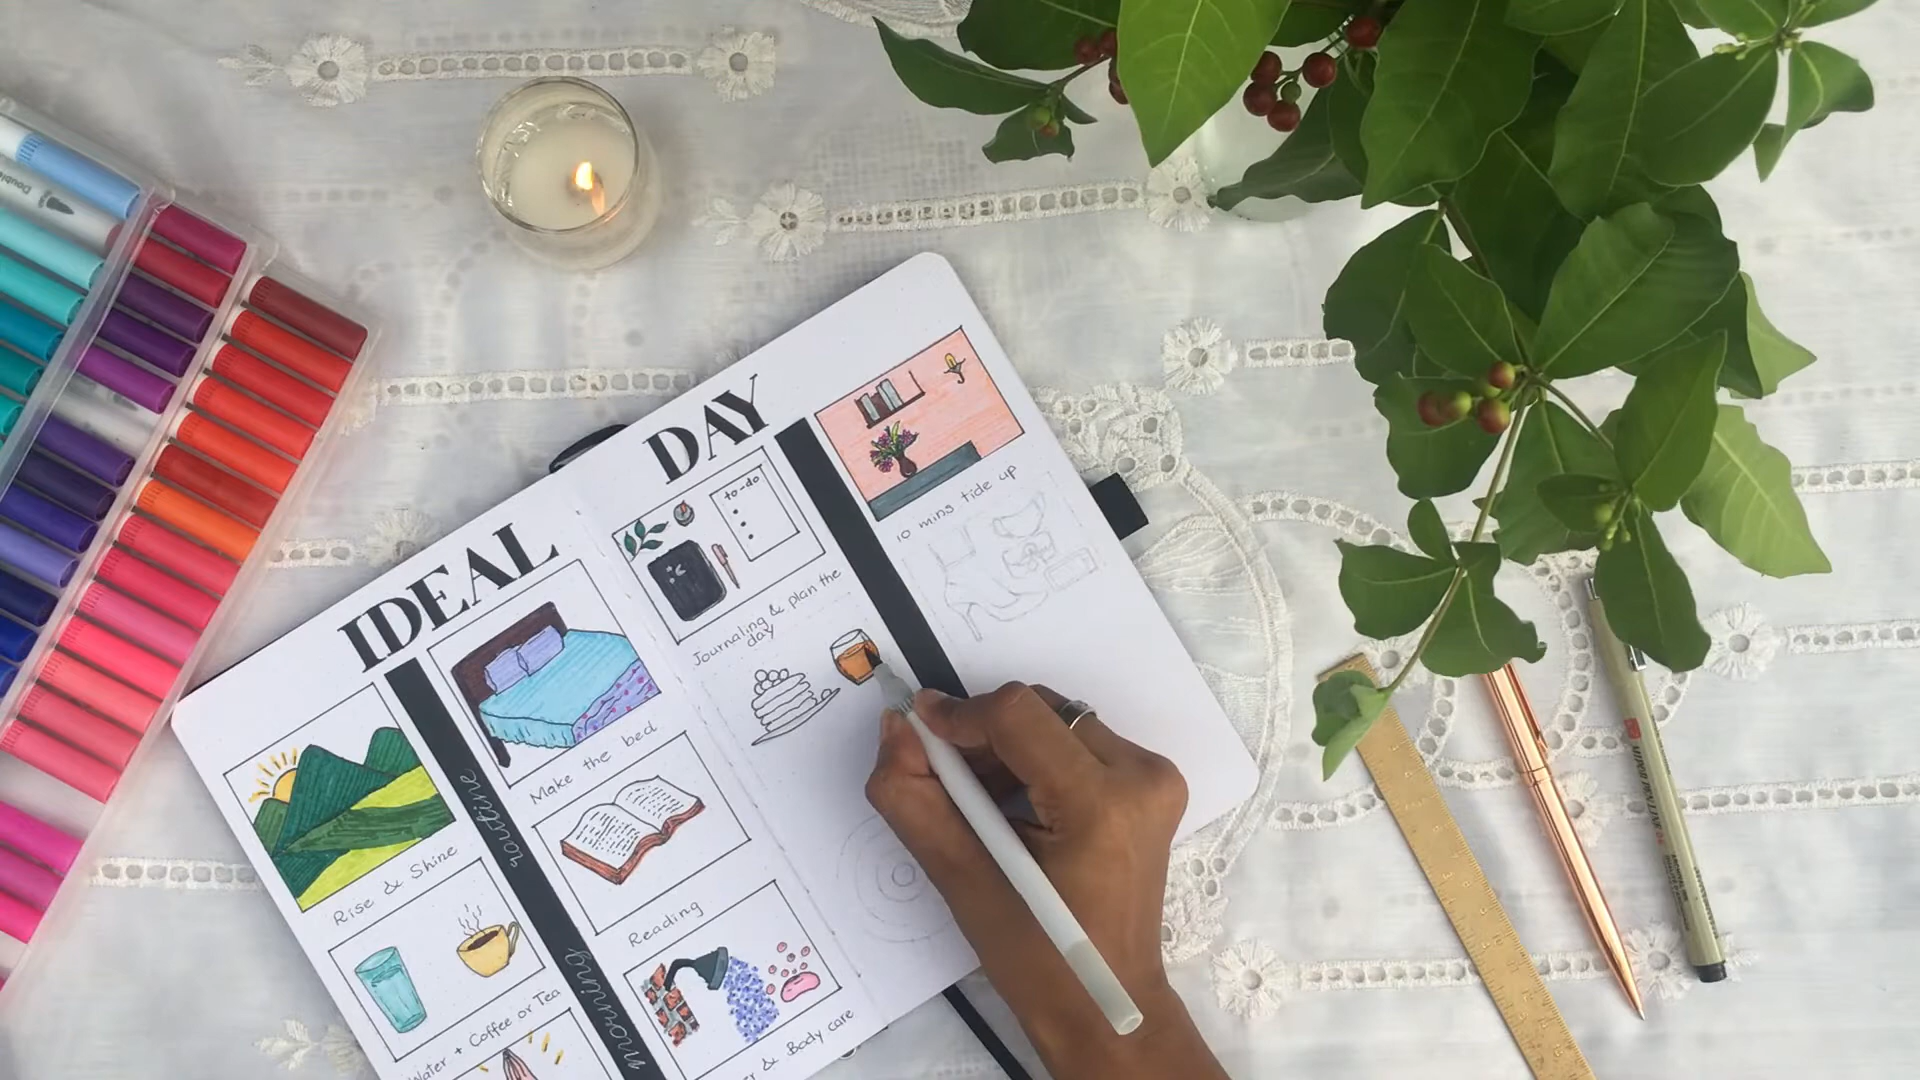 IDEAL
DAY
Rise & Shine
Water + Coffee or Tea
morning routine
Make the bed
Reading
& Body care
to-do
Journaling & plan the
day
10 mins tide up